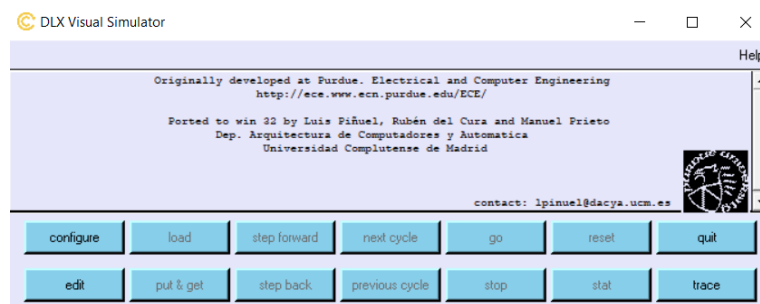 DLX Visual Simulator
Help
Originally developed at Purdue. Electrical and Computer Engineering
http://ece.www.ecn.purdue.edu/ECE/
Ported to win 32 by Luis Piñuel, Rubén del Cura and Manuel Prieto
Dep. Arquitectura de Computadores y Automatica
Universidad Complutense de Madrid
PURDUE UNIVERSITY
contact: lpinuel@dacya.ucm.es
configure load step forward next cycle go reset quit
edit put & get step back previous cycle stop stat trace